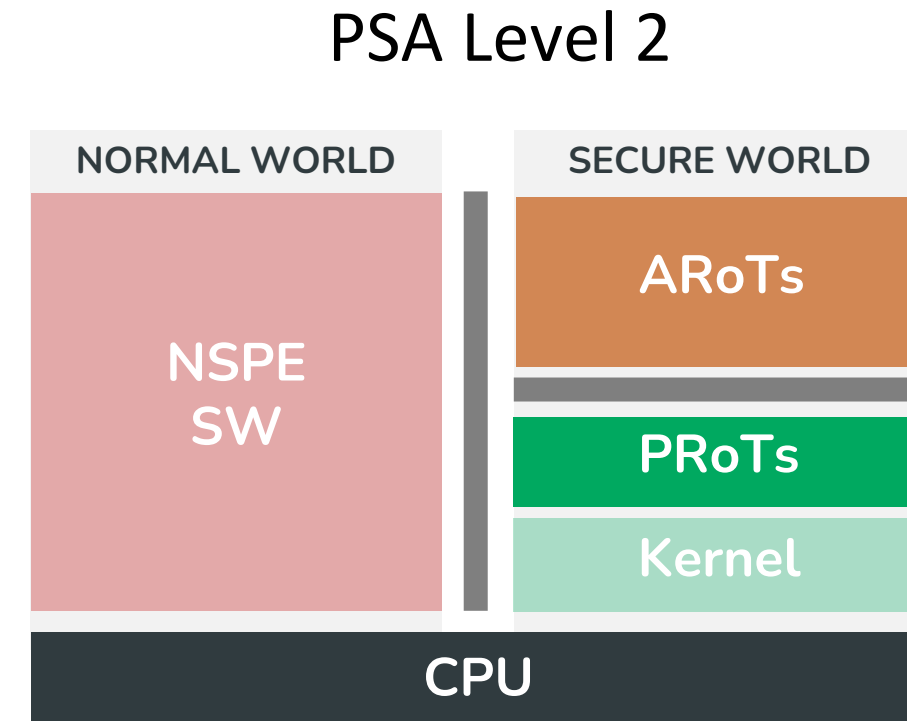 PSA Level 2
NORMAL WORLD
NSPE
SW
SECURE WORLD
ARoTs
PRoTs
Kernel
CPU